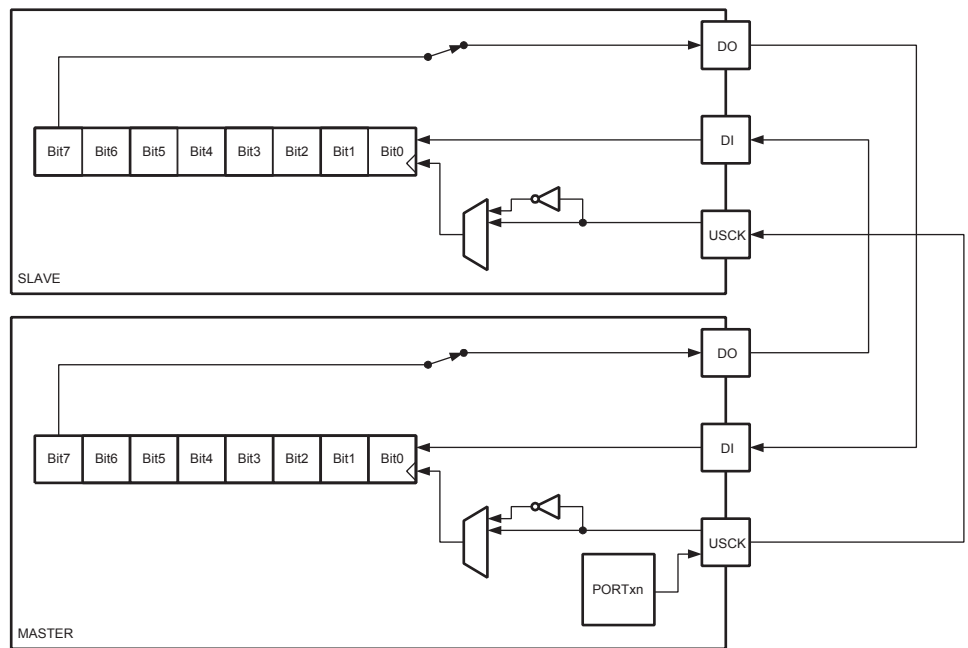 DO
Bit7 Bit6 Bit5 Bit4 Bit3 Bit2 Bit1 Bit0
DI
USCK
SLAVE
DO
Bit7 Bit6 Bit5 Bit4 Bit3 Bit2 Bit1 Bit0
DI
USCK
PORTxn
MASTER